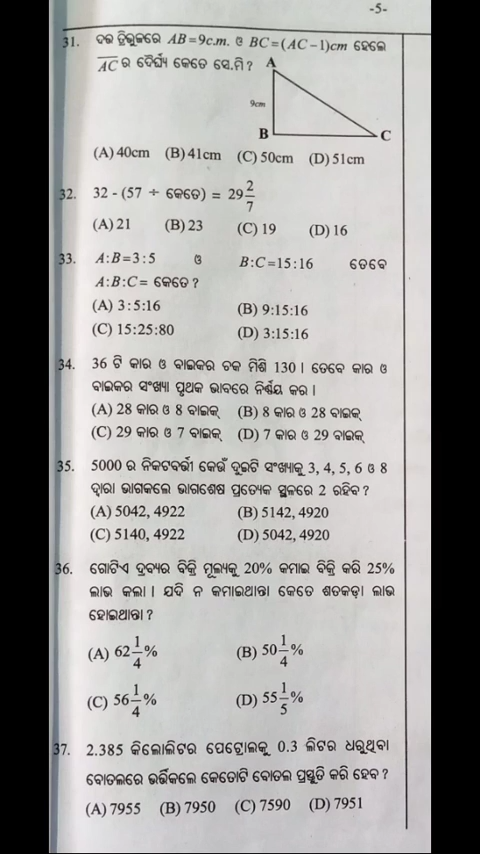 -5-
31. ଦତ୍ତ ତ୍ରିଭୁଜରେ AB=9c.m. ଓ BC=(AC−1)cm ହେଲେ
AC ର ଦୈର୍ଘ୍ୟ କେତେ ସେ.ମି ?
A
9cm
B C
(A) 40cm (B) 41cm (C) 50cm (D) 51cm
32. 32 - (57 ÷ କେତେ) = 29 2/7
(A) 21 (B) 23 (C) 19 (D) 16
33. A:B=3:5 ଓ B:C=15:16 ତେବେ
A:B:C= କେତେ ?
(A) 3:5:16 (B) 9:15:16
(C) 15:25:80 (D) 3:15:16
34. 36 ଟି କାର ଓ ବାଇକର ଚକ ମିଶି 130 । ତେବେ କାର ଓ
ବାଇକର ସଂଖ୍ୟା ପୃଥକ ଭାବରେ ନିର୍ଣ୍ଣୟ କର ।
(A) 28 କାର ଓ 8 ବାଇକ୍ (B) 8 କାର ଓ 28 ବାଇକ୍
(C) 29 କାର ଓ 7 ବାଇକ୍ (D) 7 କାର ଓ 29 ବାଇକ୍
35. 5000 ର ନିକଟବର୍ତ୍ତୀ କେଉଁ ଦୁଇଟି ସଂଖ୍ୟାକୁ 3, 4, 5, 6 ଓ 8
ଦ୍ୱାରା ଭାଗକଲେ ଭାଗଶେଷ ପ୍ରତ୍ୟେକ ସ୍ଥଳରେ 2 ରହିବ ?
(A) 5042, 4922 (B) 5142, 4920
(C) 5140, 4922 (D) 5042, 4920
36. ଗୋଟିଏ ଦ୍ରବ୍ୟର ବିକ୍ରି ମୂଲ୍ୟକୁ 20% କମାଇ ବିକ୍ରି କରି 25%
ଲାଭ କଲା । ଯଦି ନ କମାଇଥାନ୍ତା କେତେ ଶତକଡ଼ା ଲାଭ
ହୋଇଥାନ୍ତା ?
(A) 62 1/4 % (B) 50 1/4 %
(C) 56 1/4 % (D) 55 1/5 %
37. 2.385 କିଲୋଲିଟର ପେଟ୍ରୋଲକୁ 0.3 ଲିଟର ଧରୁଥିବା
ବୋତଲରେ ଭର୍ତ୍ତିକଲେ କେତୋଟି ବୋତଲ ପ୍ରସ୍ତୁତି କରି ହେବ ?
(A) 7955 (B) 7950 (C) 7590 (D) 7951